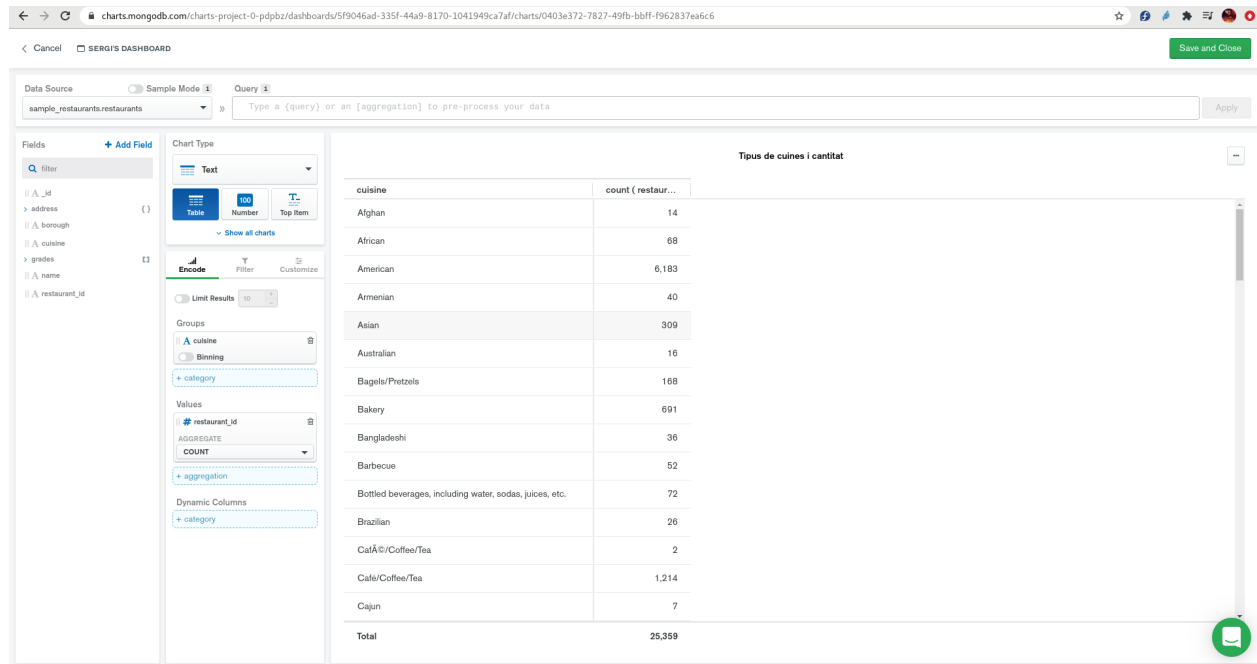 charts.mongodb.com/charts-project-0-pdpbz/dashboards/5f9046ad-335f-44a9-8170-1041949ca7af/charts/0403e372-7827-49fb-bbff-f962837ea6c6
Cancel SERGI'S DASHBOARD Save and Close
Data Source Sample Mode i Query i
sample_restaurants.restaurants » Type a {query} or an [aggregation] to pre-process your data Apply
Fields + Add Field
filter
A _id
address { }
A borough
A cuisine
grades [ ]
A name
A restaurant_id
Chart Type
Text
100
Table Number Top Item
Show all charts
Encode Filter Customize
Limit Results 10
Groups
A cuisine
Binning
+ category
Values
# restaurant_id
AGGREGATE
COUNT
+ aggregation
Dynamic Columns
+ category
Tipus de cuines i cantitat
...
cuisine count ( restaur...
Afghan 14
African 68
American 6,183
Armenian 40
Asian 309
Australian 16
Bagels/Pretzels 168
Bakery 691
Bangladeshi 36
Barbecue 52
Bottled beverages, including water, sodas, juices, etc. 72
Brazilian 26
CafÃ©/Coffee/Tea 2
Café/Coffee/Tea 1,214
Cajun 7
Total 25,359